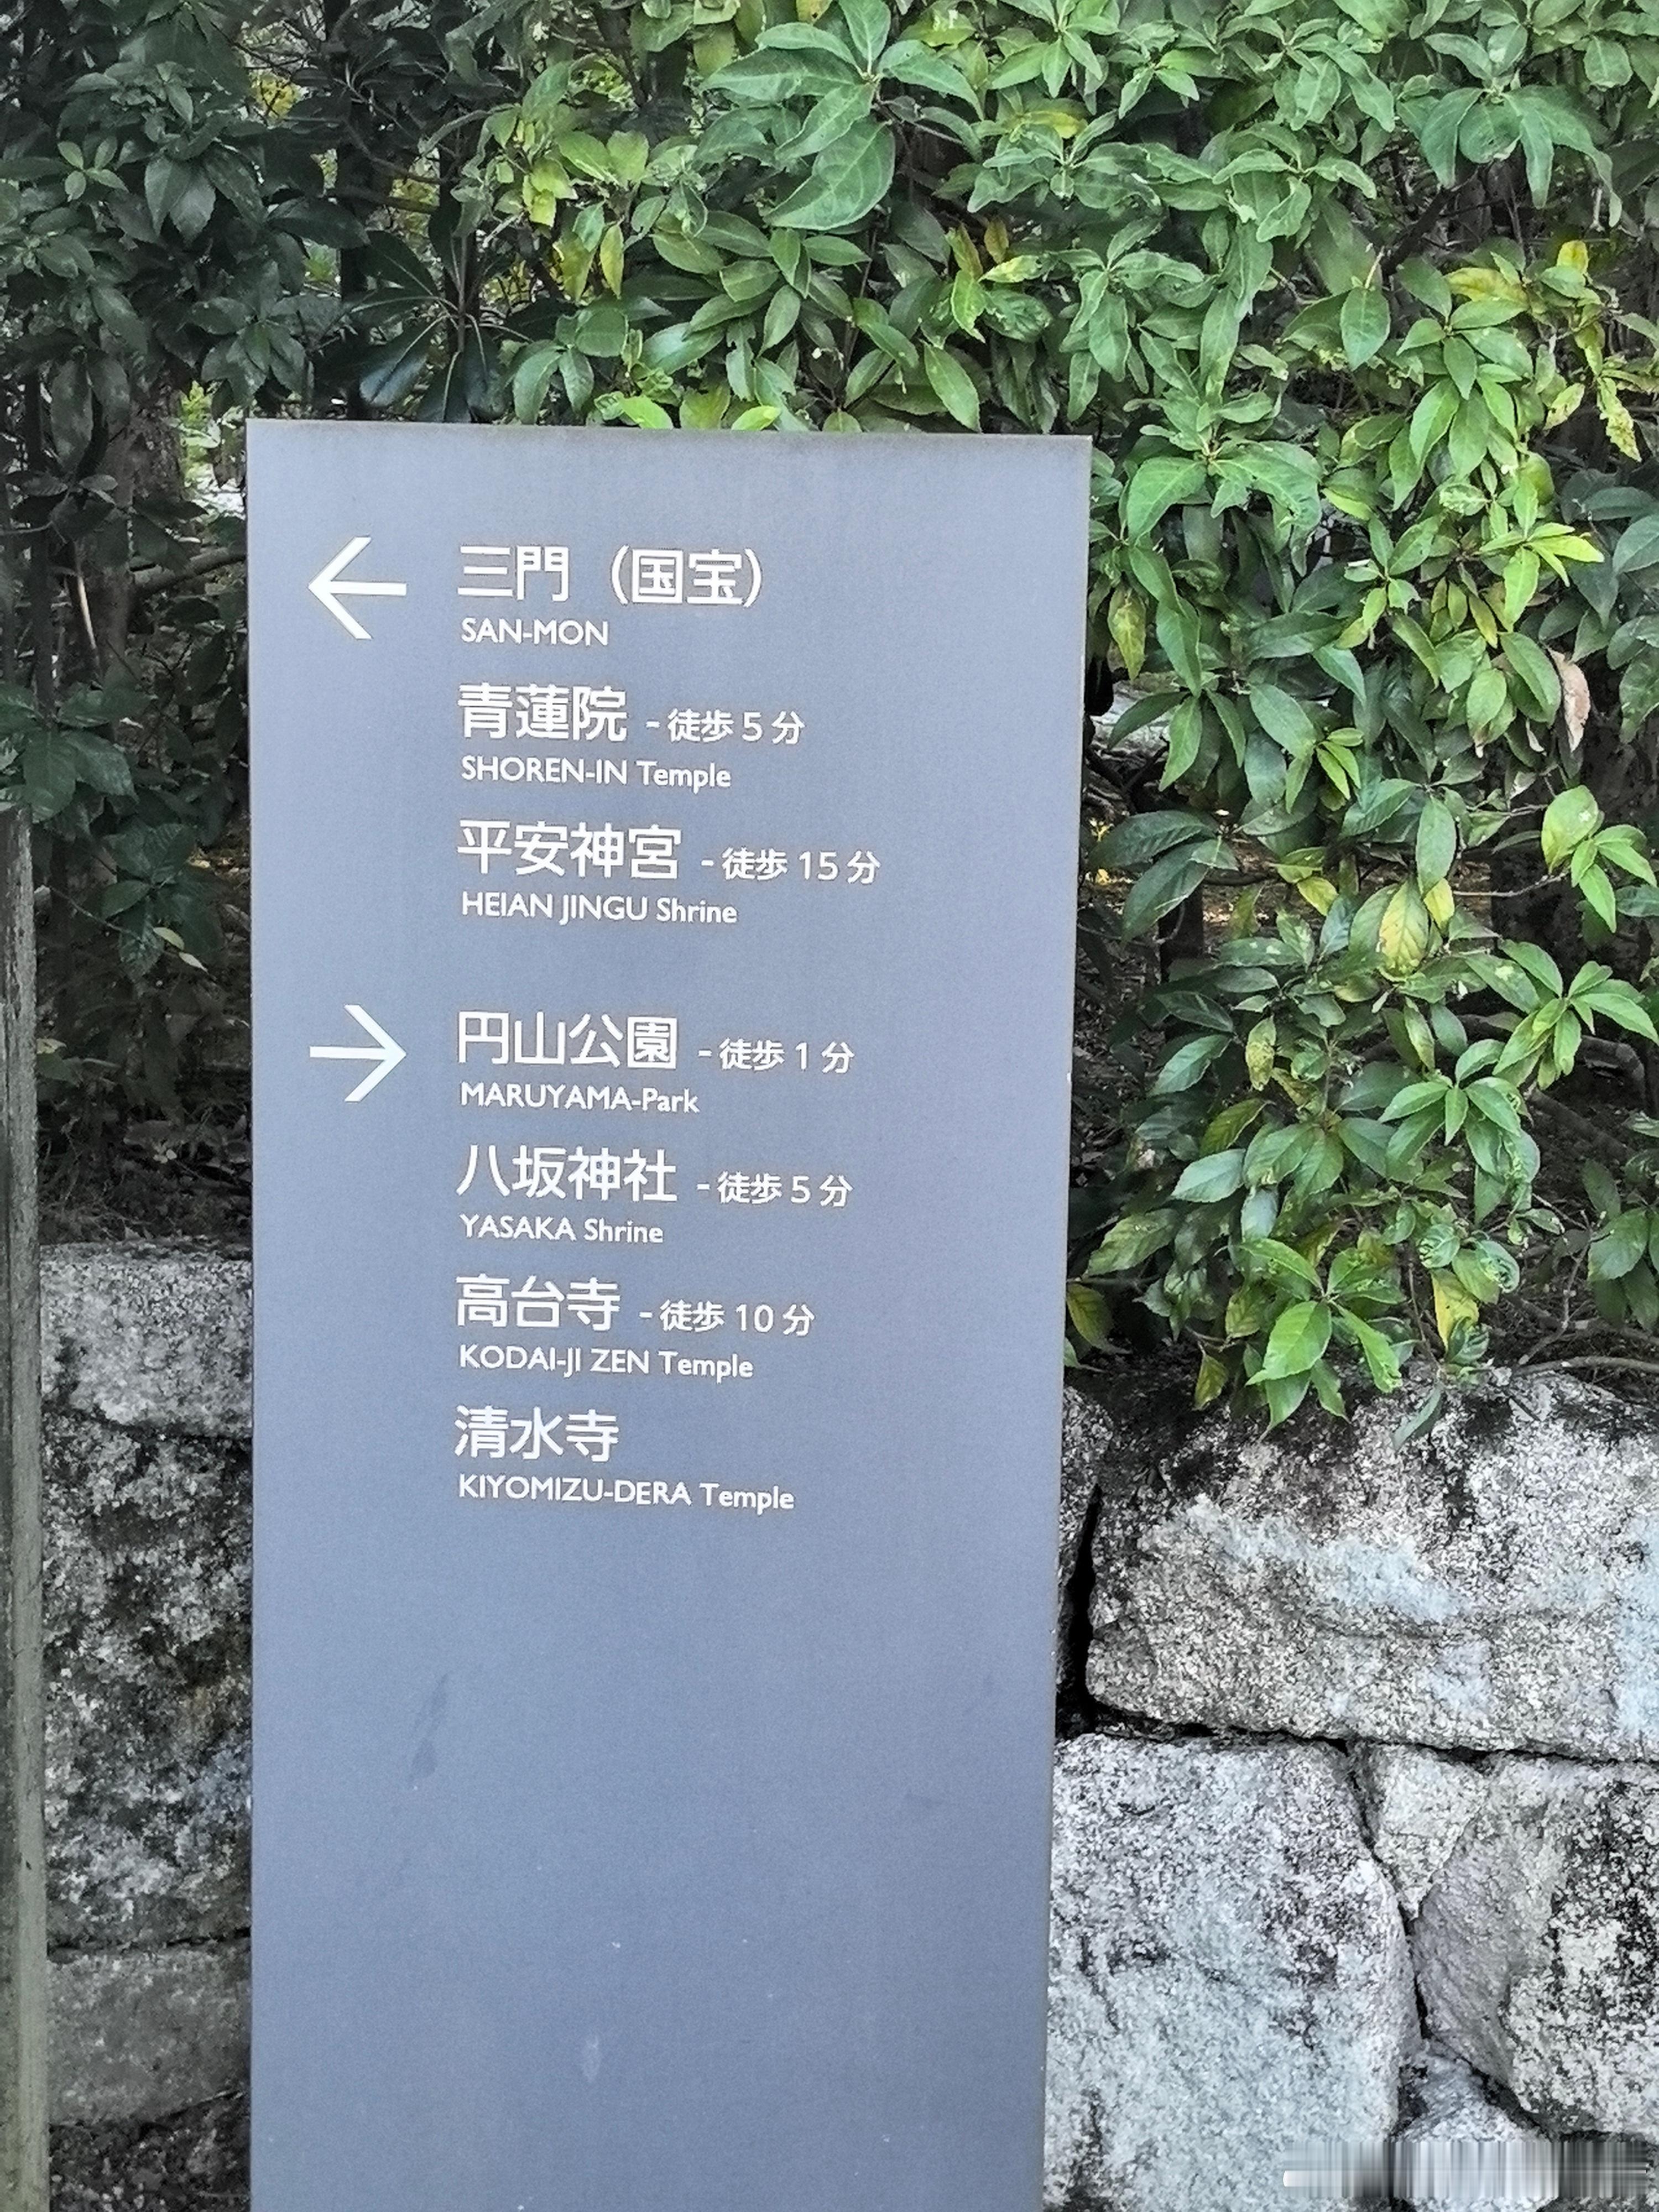 ← 三門（国宝）
SAN-MON
青蓮院 - 徒歩 5 分
SHOREN-IN Temple
平安神宮 - 徒歩 15 分
HEIAN JINGU Shrine
→ 円山公園 - 徒歩 1 分
MARUYAMA-Park
八坂神社 - 徒歩 5 分
YASAKA Shrine
高台寺 - 徒歩 10 分
KODAI-JI ZEN Temple
清水寺
KIYOMIZU-DERA Temple